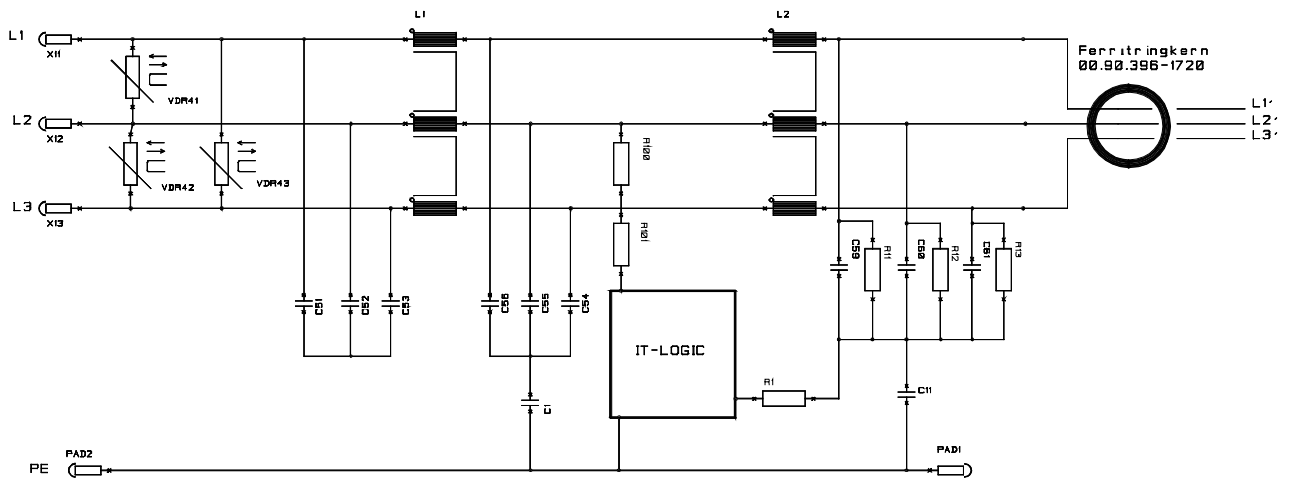 L1
L2
L1
X11
Ferritringkern
00.90.396-1720
VDR41
L1'
L2
X12
L2'
L3'
R100
VDR42
VDR43
L3
X13
R101
C59
R11
C60
R12
C61
R13
C51
C52
C53
C56
C55
C54
IT-LOGIC
R1
C11
C1
PAD2
PAD1
PE